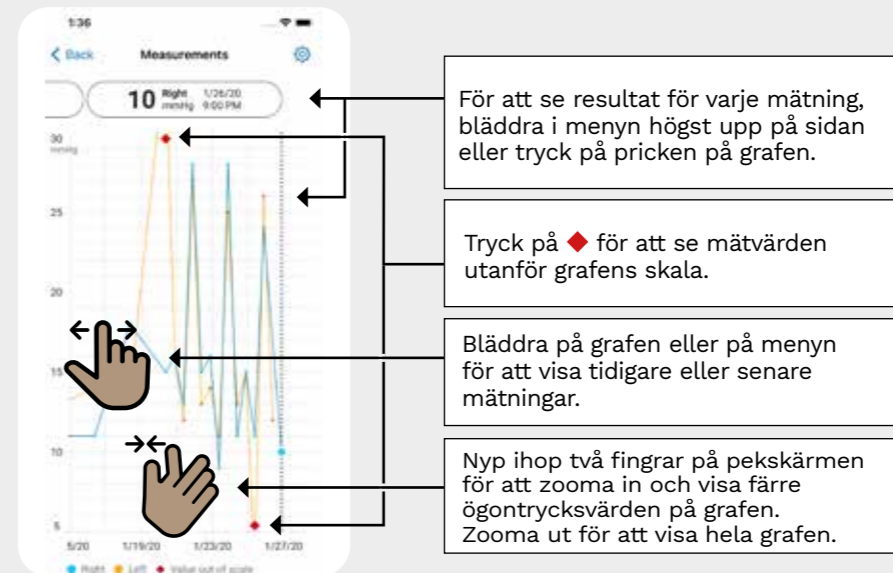 1:36
Back
Measurements
10 Right 1/26/20
mmHg 9:00 PM
30
mmHg
25
20
15
10
5
5/20 1/19/20 1/23/20 1/27/20
Right Left Value out of scale
För att se resultat för varje mätning,
bläddra i menyn högst upp på sidan
eller tryck på pricken på grafen.
Tryck på ◆ för att se mätvärden
utanför grafens skala.
Bläddra på grafen eller på menyn
för att visa tidigare eller senare
mätningar.
Nyp ihop två fingrar på pekskärmen
för att zooma in och visa färre
ögontrycksvärden på grafen.
Zooma ut för att visa hela grafen.